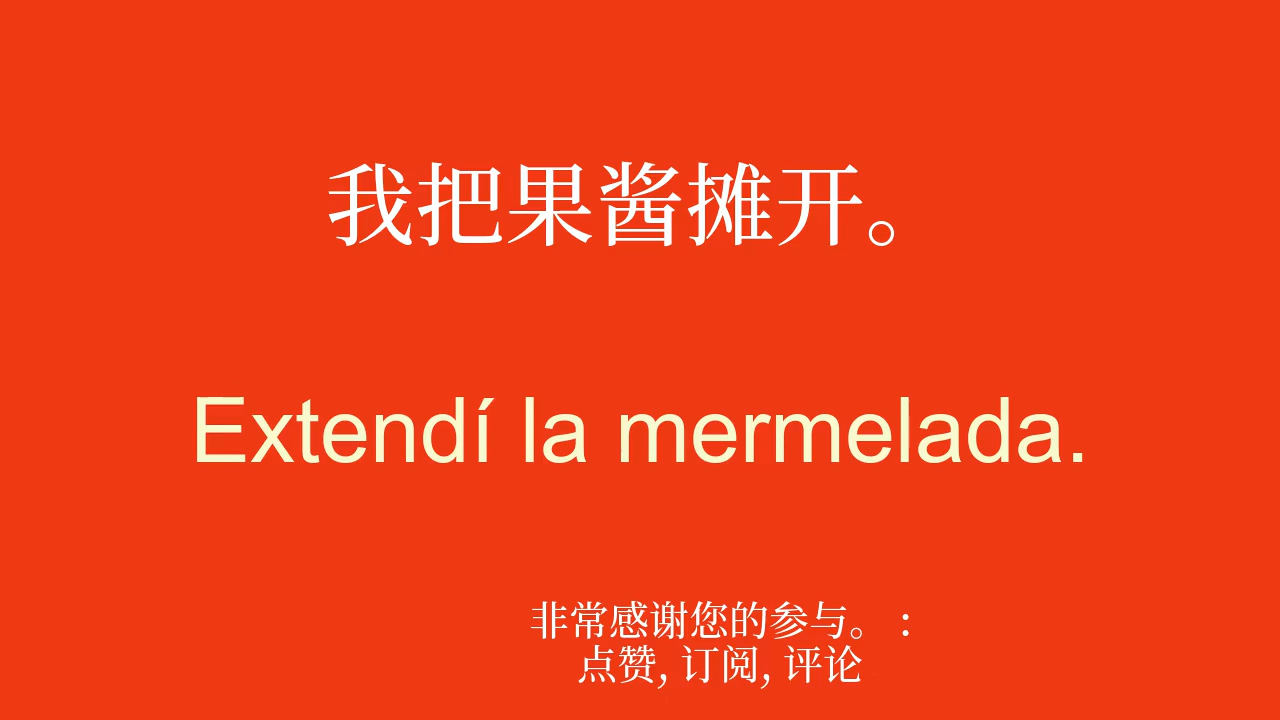 我把果酱摊开。
Extendí la mermelada.
非常感谢您的参与。 :
点赞, 订阅, 评论